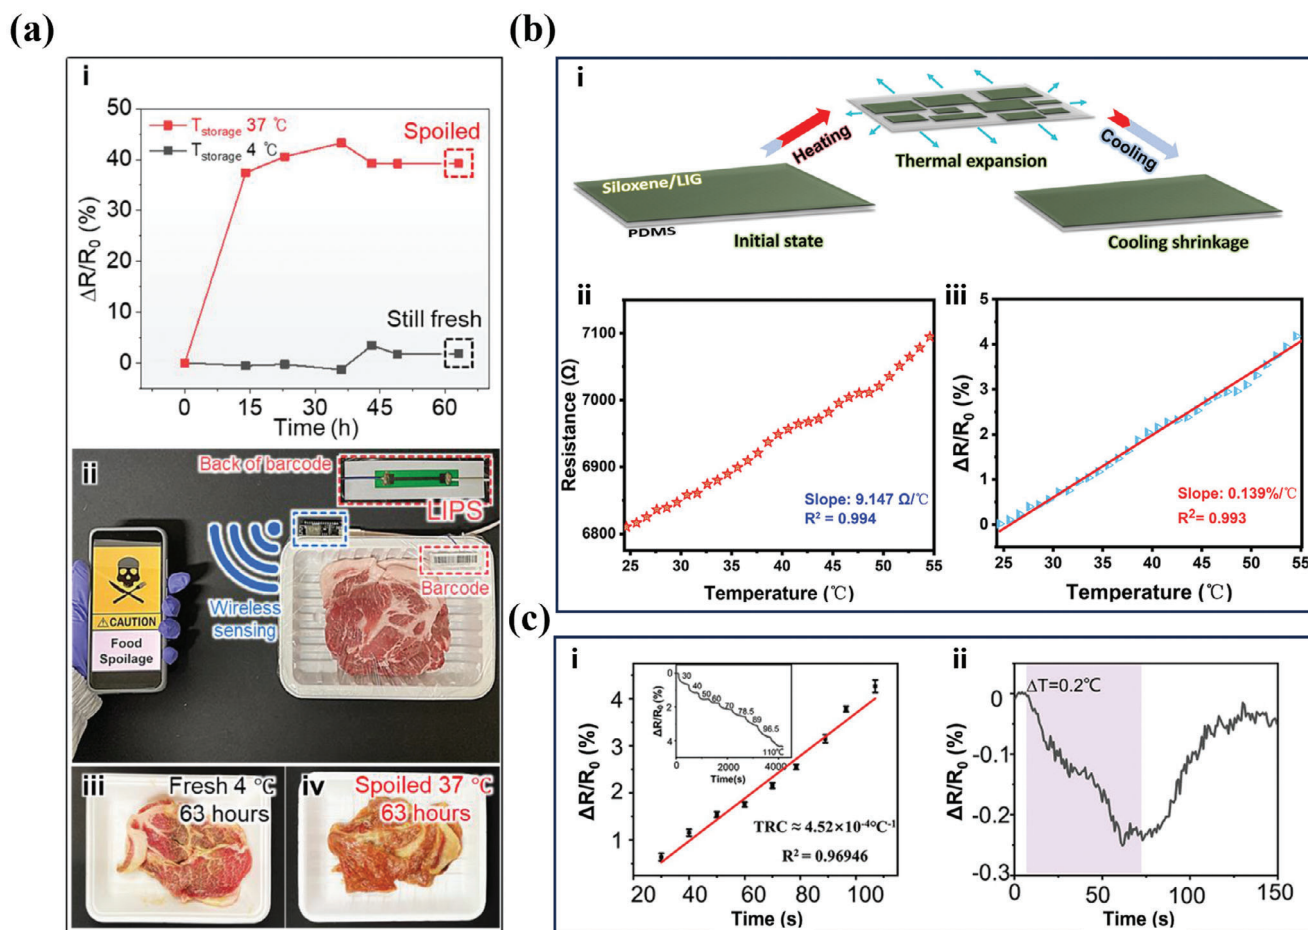 (a)
i
50
40
30
20
10
0
ΔR/R₀ (%)
T_storage 37 ℃
T_storage 4 ℃
Spoiled
Still fresh
0 15 30 45 60
Time (h)
ii
Back of barcode
LIPS
Barcode
Wireless
sensing
CAUTION
Food
Spoilage
iii
Fresh 4 ℃
63 hours
iv
Spoiled 37 ℃
63 hours
(b)
i
Siloxene/LIG
PDMS
Initial state
Heating
Thermal expansion
Cooling
Cooling shrinkage
ii
7100
7000
6900
6800
Resistance (Ω)
Slope: 9.147 Ω/℃
R² = 0.994
25 30 35 40 45 50 55
Temperature (℃)
iii
5
4
3
2
1
0
ΔR/R₀ (%)
Slope: 0.139%/℃
R²= 0.993
25 30 35 40 45 50 55
Temperature (℃)
(c)
i
4
3
2
1
ΔR/R₀ (%)
0
2
4
ΔR/R₀ (%)
30
40
50 60
70
78.5
89
96.5
110℃
0 2000 4000
Time(s)
TRC ≈ 4.52×10⁻⁴℃⁻¹
R² = 0.96946
20 40 60 80 100
Time (s)
ii
ΔT=0.2℃
0
-0.1
-0.2
-0.3
ΔR/R₀ (%)
0 50 100 150
Time (s)